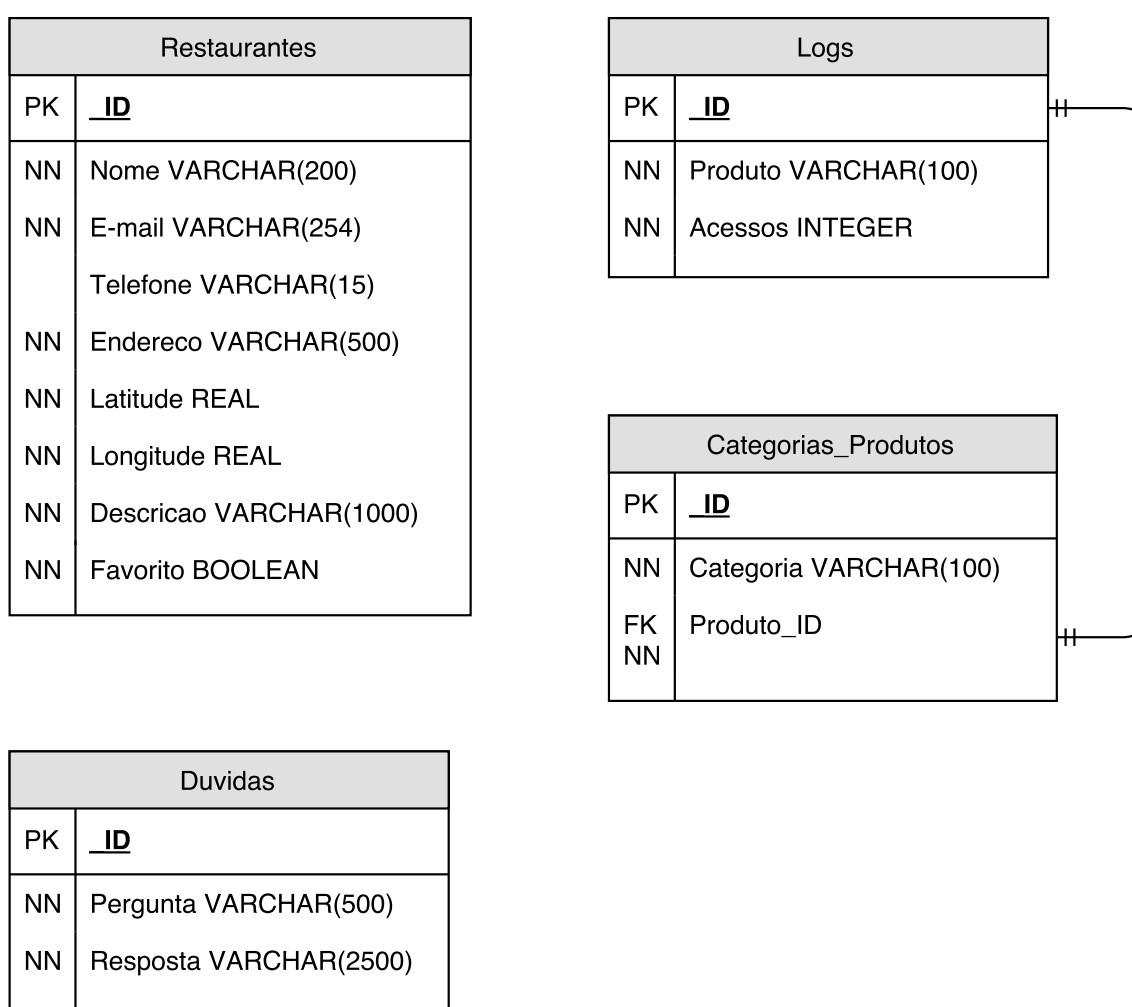 Restaurantes
PK _ID
NN Nome VARCHAR(200)
NN E-mail VARCHAR(254)
Telefone VARCHAR(15)
NN Endereco VARCHAR(500)
NN Latitude REAL
NN Longitude REAL
NN Descricao VARCHAR(1000)
NN Favorito BOOLEAN
Logs
PK _ID
NN Produto VARCHAR(100)
NN Acessos INTEGER
Categorias_Produtos
PK _ID
NN Categoria VARCHAR(100)
FK Produto_ID
NN
Duvidas
PK _ID
NN Pergunta VARCHAR(500)
NN Resposta VARCHAR(2500)